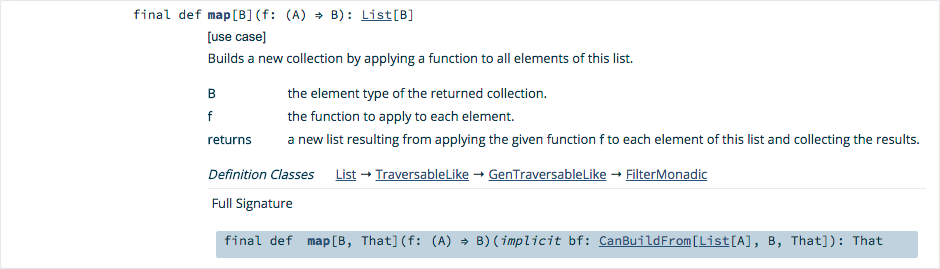 final def map[B](f: (A) ⇒ B): List[B]
[use case]
Builds a new collection by applying a function to all elements of this list.
B the element type of the returned collection.
f the function to apply to each element.
returns a new list resulting from applying the given function f to each element of this list and collecting the results.
Definition Classes List → TraversableLike → GenTraversableLike → FilterMonadic
Full Signature
final def map[B, That](f: (A) ⇒ B)(implicit bf: CanBuildFrom[List[A], B, That]): That